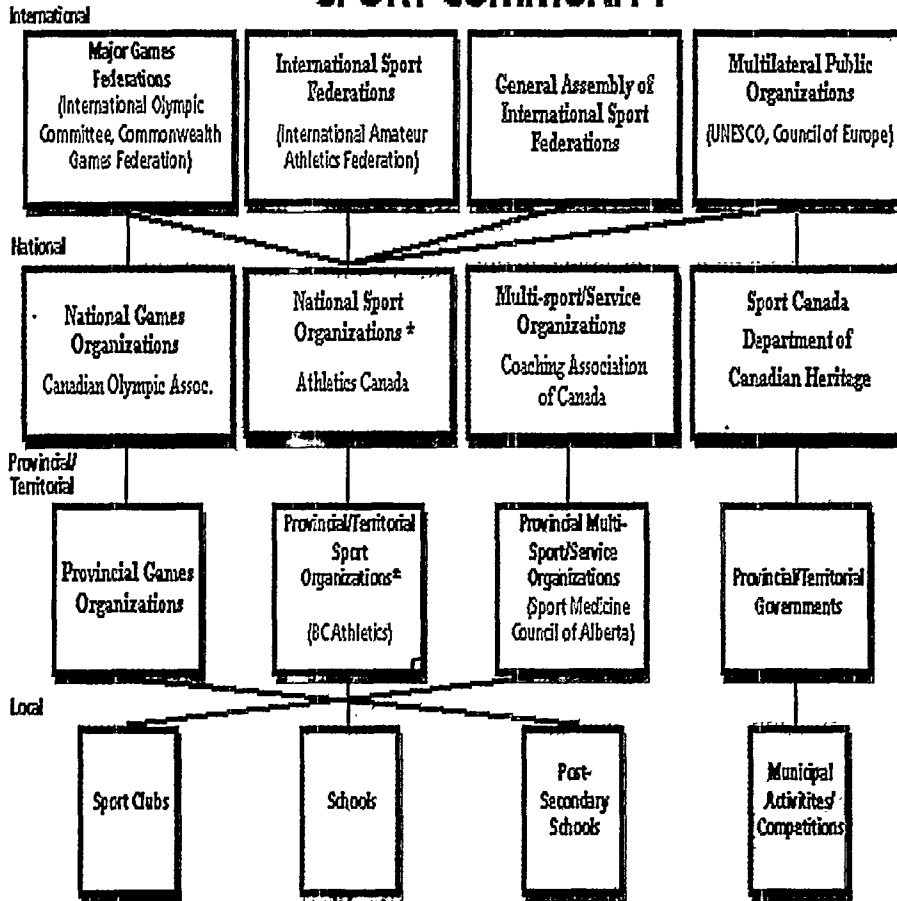 SPORT COMMUNITY
International
Major Games
Federations
(International Olympic
Committee, Commonwealth
Games Federation)
International Sport
Federations
(International Amateur
Athletics Federation)
General Assembly of
International Sport
Federations
Multilateral Public
Organizations
(UNESCO, Council of Europe)
National
National Games
Organizations
Canadian Olympic Assoc.
National Sport
Organizations *
Athletics Canada
Multi-sport/Service
Organizations
Coaching Association
of Canada
Sport Canada
Department of
Canadian Heritage
Provincial/
Territorial
Provincial Games
Organizations
Provincial/Territorial
Sport
Organizations*
(BC Athletics)
Provincial Multi-
Sport/Service
Organizations
(Sport Medicine
Council of Alberta)
Provincial/Territorial
Governments
Local
Sport Clubs
Schools
Post-
Secondary
Schools
Municipal
Activitites/
Competitions